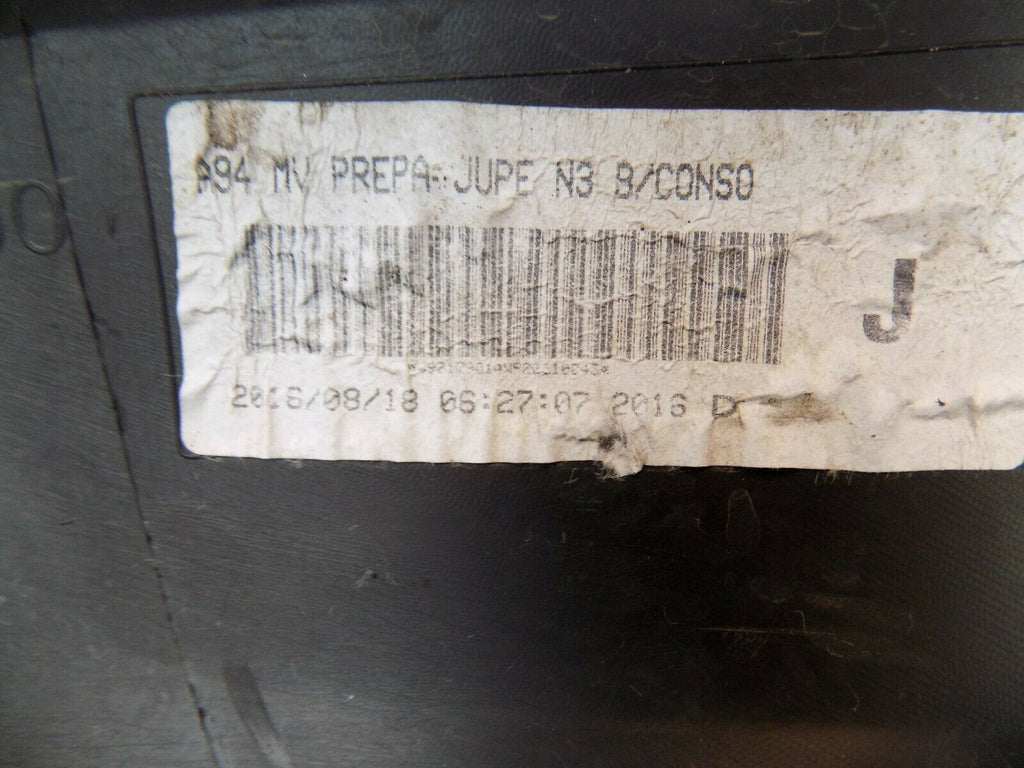 A94 MV PREPA JUPE N3 B/CONSO
J
2016/08/18 06:27:07 2016 D